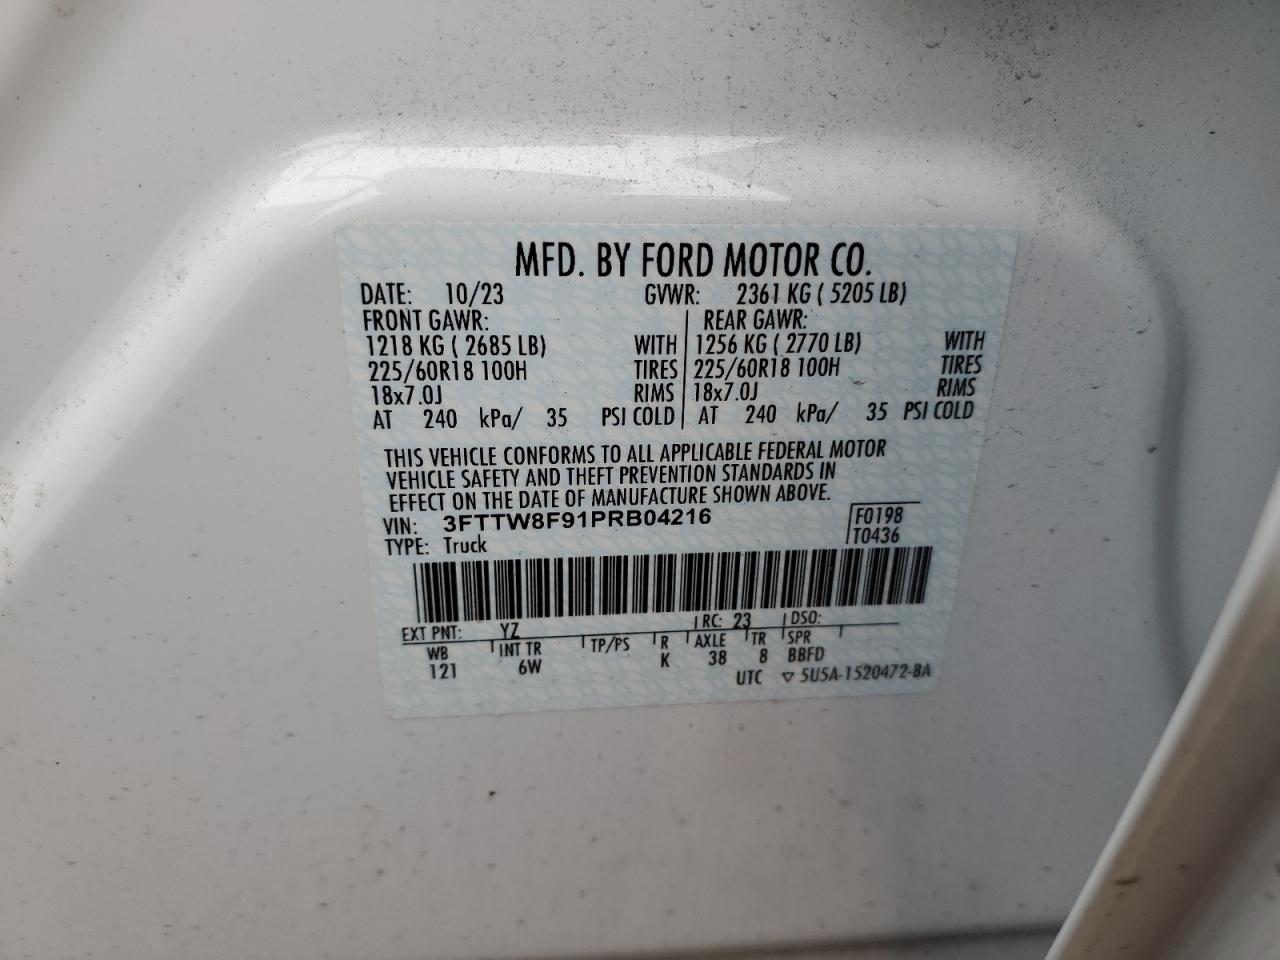 MFD. BY FORD MOTOR CO.
DATE: 10/23 GVWR: 2361 KG ( 5205 LB)
FRONT GAWR: REAR GAWR:
1218 KG ( 2685 LB) WITH 1256 KG ( 2770 LB) WITH
225/60R18 100H TIRES 225/60R18 100H TIRES
18x7.0J RIMS 18x7.0J RIMS
AT 240 kPa/ 35 PSI COLD AT 240 kPa/ 35 PSI COLD
THIS VEHICLE CONFORMS TO ALL APPLICABLE FEDERAL MOTOR
VEHICLE SAFETY AND THEFT PREVENTION STANDARDS IN
EFFECT ON THE DATE OF MANUFACTURE SHOWN ABOVE.
VIN: 3FTTW8F91PRB04216 F0198
TYPE: Truck T0436
EXT PNT: YZ RC: 23 DSO:
WB INT TR TP/PS R AXLE TR SPR
121 6W K 38 8 BBFD
UTC ▽ 5U5A-1520472-BA